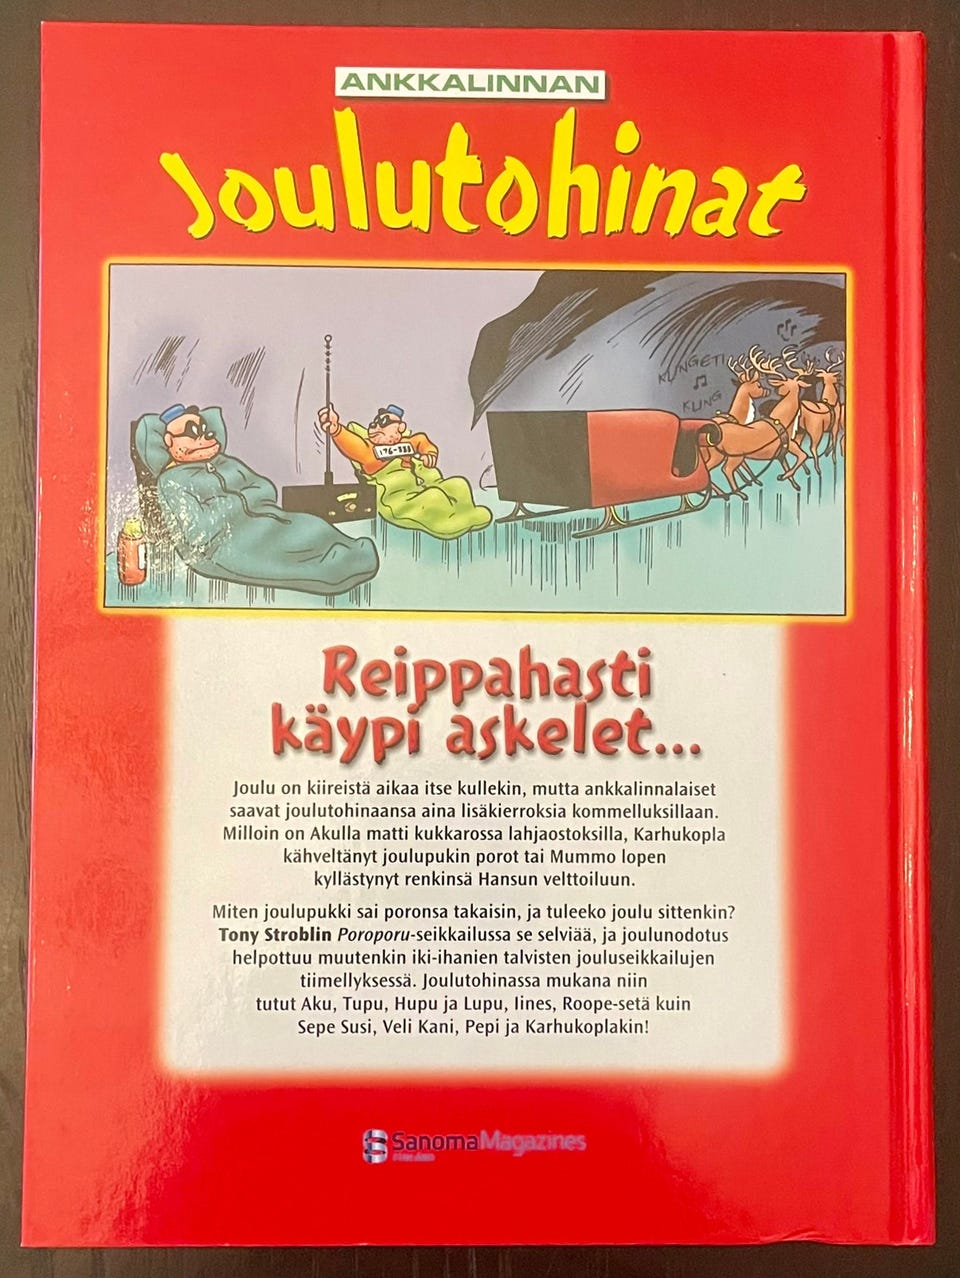 ANKKALINNAN
Joulutohinat
KLINGETI
KLING
176-333
Reippahasti
käypi askelet...
Joulu on kiireistä aikaa itse kullekin, mutta ankkalinnalaiset
saavat joulutohinaansa aina lisäkierroksia kommelluksillaan.
Milloin on Akulla matti kukkarossa lahjaostoksilla, Karhukopla
kähveltänyt joulupukin porot tai Mummo lopen
kyllästynyt renkinsä Hansun velttoiluun.
Miten joulupukki sai poronsa takaisin, ja tuleeko joulu sittenkin?
Tony Stroblin Poroporu-seikkailussa se selviää, ja joulunodotus
helpottuu muutenkin iki-ihanien talvisten jouluseikkailujen
tiimellyksessä. Joulutohinassa mukana niin
tutut Aku, Tupu, Hupu ja Lupu, Iines, Roope-setä kuin
Sepe Susi, Veli Kani, Pepi ja Karhukoplakin!
SanomaMagazines
FINLAND